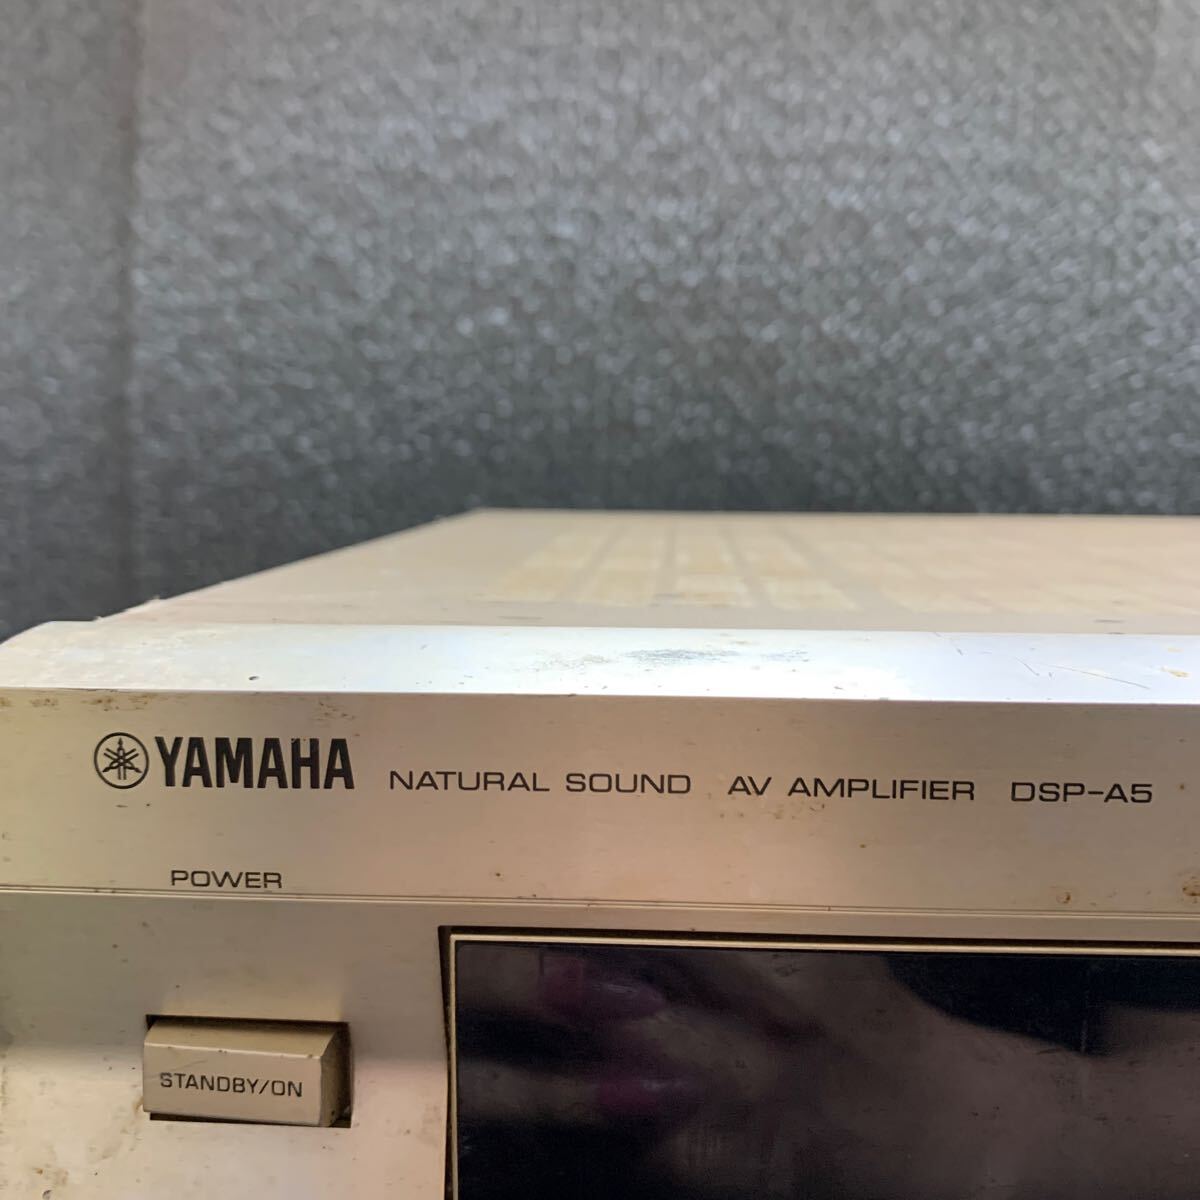 YAMAHA NATURAL SOUND AV AMPLIFIER DSP-A5
POWER
STANDBY/ON